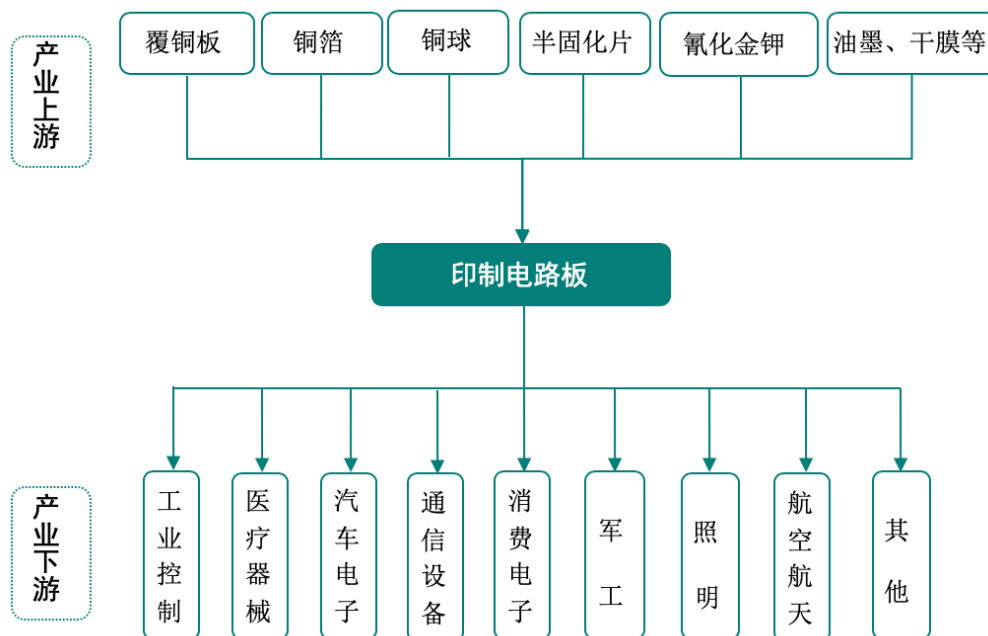 产业上游
覆铜板
铜箔
铜球
半固化片
氰化金钾
油墨、干膜等
印制电路板
产业下游
工业控制
医疗器械
汽车电子
通信设备
消费电子
军工
照明
航空航天
其他